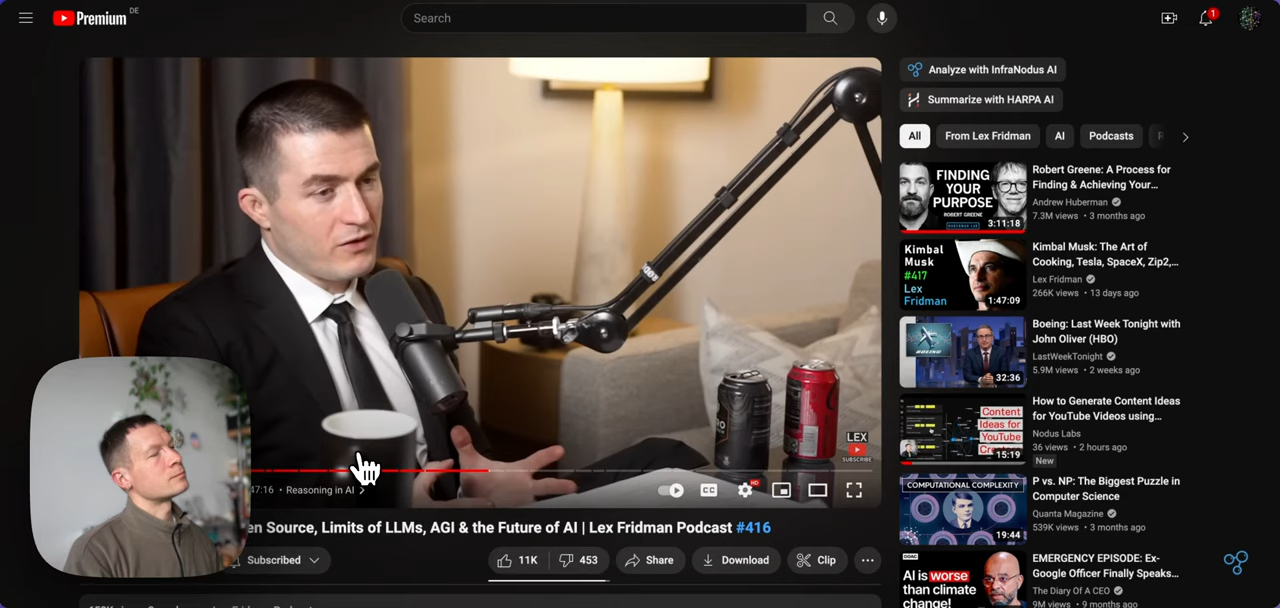 Premium DE
Search
1
Analyze with InfraNodus AI
Summarize with HARPA AI
All
From Lex Fridman
AI
Podcasts
FINDING
YOUR
PURPOSE
ROBERT GREENE
3:11:18
Robert Greene: A Process for
Finding & Achieving Your...
Andrew Huberman
7.3M views • 3 months ago
Kimbal
Musk
#417
Lex
Fridman
1:47:09
Kimbal Musk: The Art of
Cooking, Tesla, SpaceX, Zip2,...
Lex Fridman
266K views • 13 days ago
BOEING
32:36
Boeing: Last Week Tonight with
John Oliver (HBO)
LastWeekTonight
5.9M views • 2 weeks ago
Content
Ideas for
YouTube
15:19
How to Generate Content Ideas
for YouTube Videos using...
Nodus Labs
36 views • 2 hours ago
New
COMPUTATIONAL COMPLEXITY
19:44
P vs. NP: The Biggest Puzzle in
Computer Science
Quanta Magazine
539K views • 3 months ago
AI is worse
than climate
change!
EMERGENCY EPISODE: Ex-
Google Officer Finally Speaks...
The Diary Of A CEO
9M views • 9 months ago
LEX
SUBSCRIBE
47:16 • Reasoning in AI
CC
HD
en Source, Limits of LLMs, AGI & the Future of AI | Lex Fridman Podcast #416
Subscribed
11K
453
Share
Download
Clip